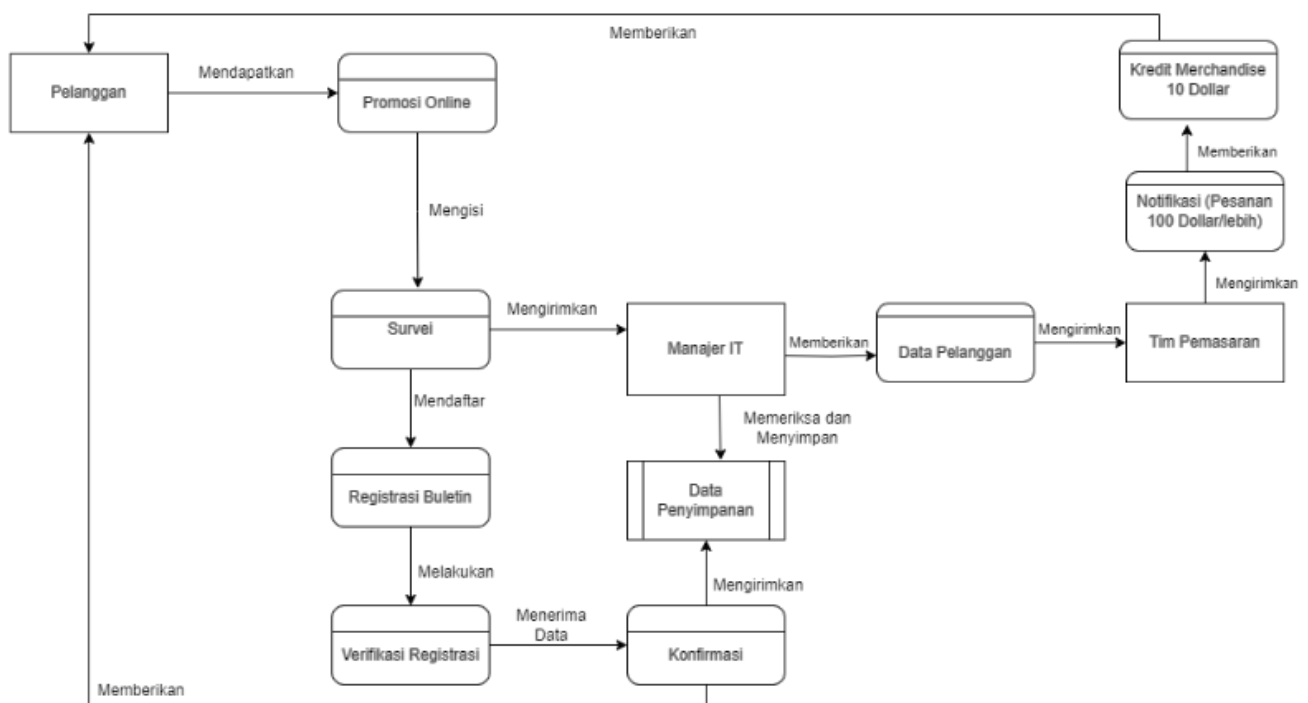 Memberikan
Pelanggan
Mendapatkan
Promosi Online
Kredit Merchandise
10 Dollar
Memberikan
Notifikasi (Pesanan
100 Dollar/lebih)
Mengisi
Mengirimkan
Survei
Mengirimkan
Manajer IT
Memberikan
Data Pelanggan
Mengirimkan
Tim Pemasaran
Mendaftar
Memeriksa dan
Menyimpan
Registrasi Buletin
Data
Penyimpanan
Melakukan
Mengirimkan
Verifikasi Registrasi
Menerima
Data
Konfirmasi
Memberikan